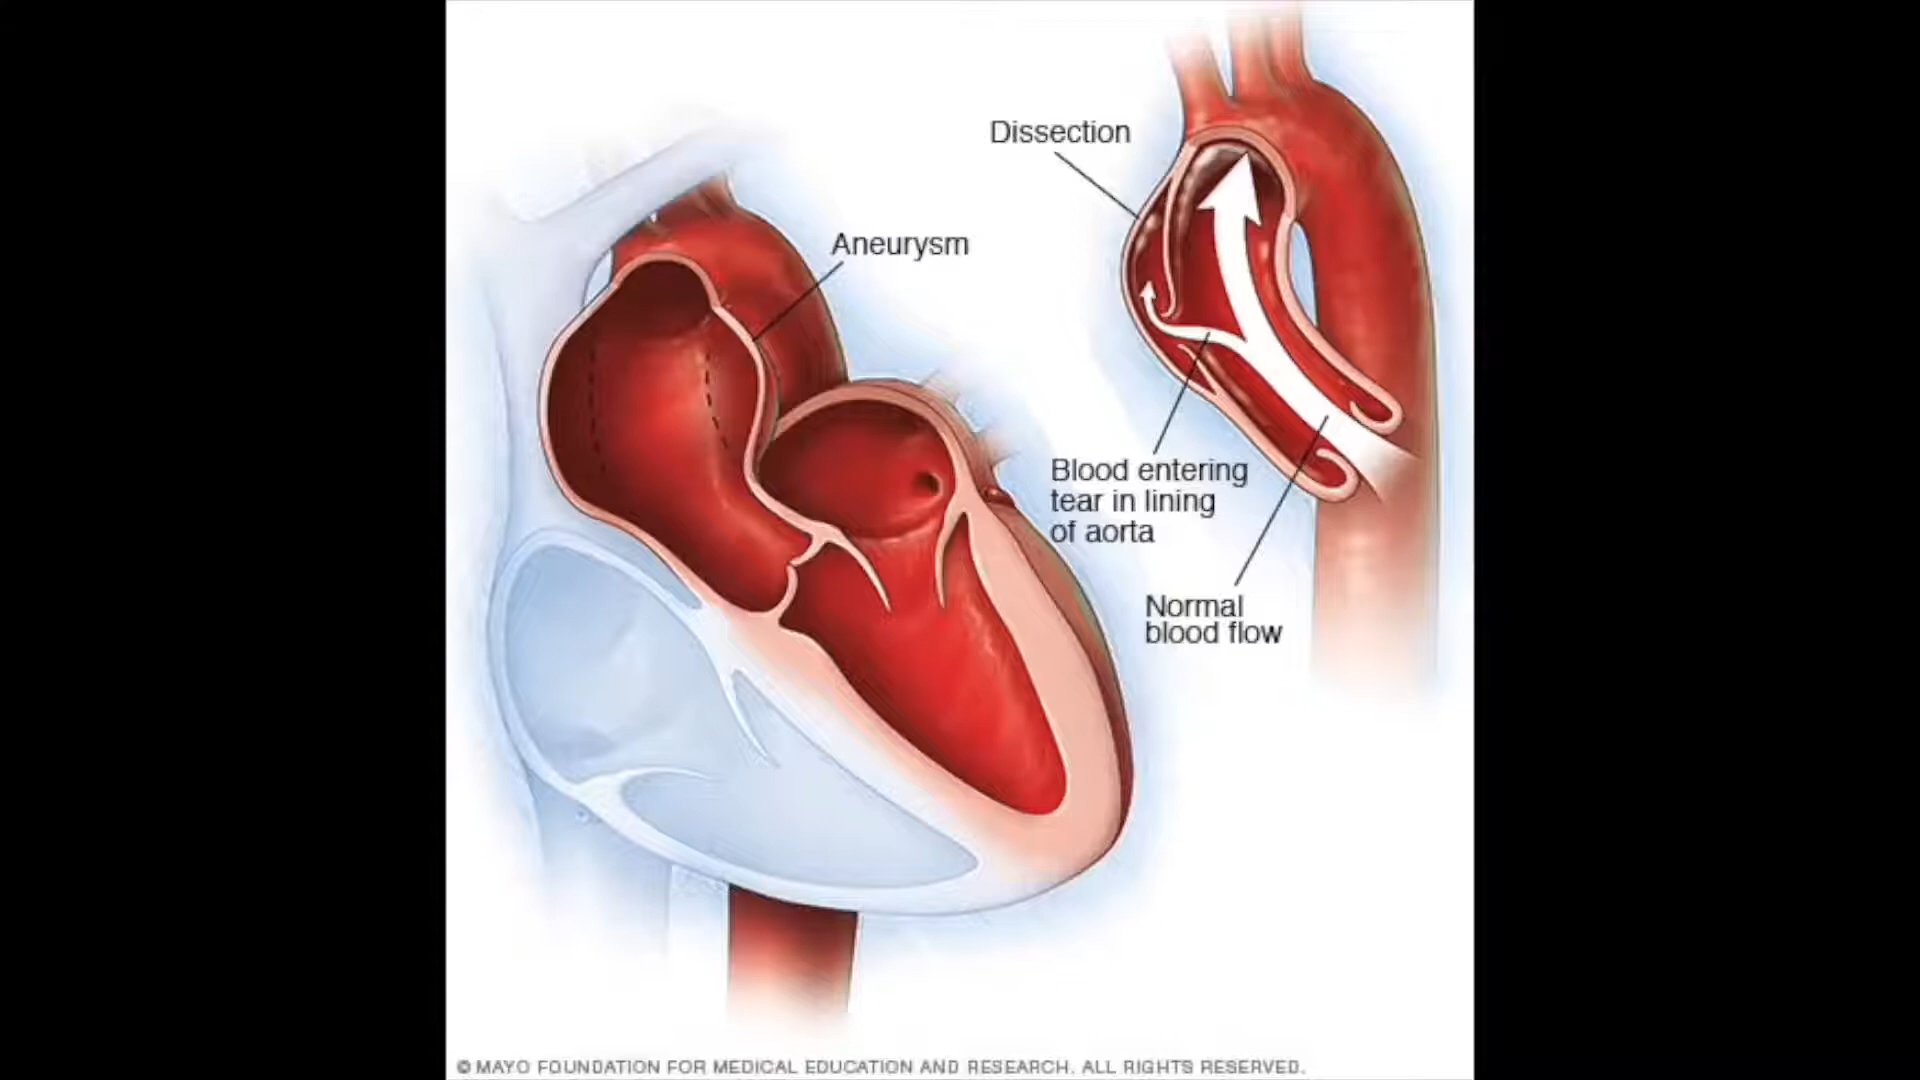 Dissection
Aneurysm
Blood entering
tear in lining
of aorta
Normal
blood flow
© MAYO FOUNDATION FOR MEDICAL EDUCATION AND RESEARCH. ALL RIGHTS RESERVED.